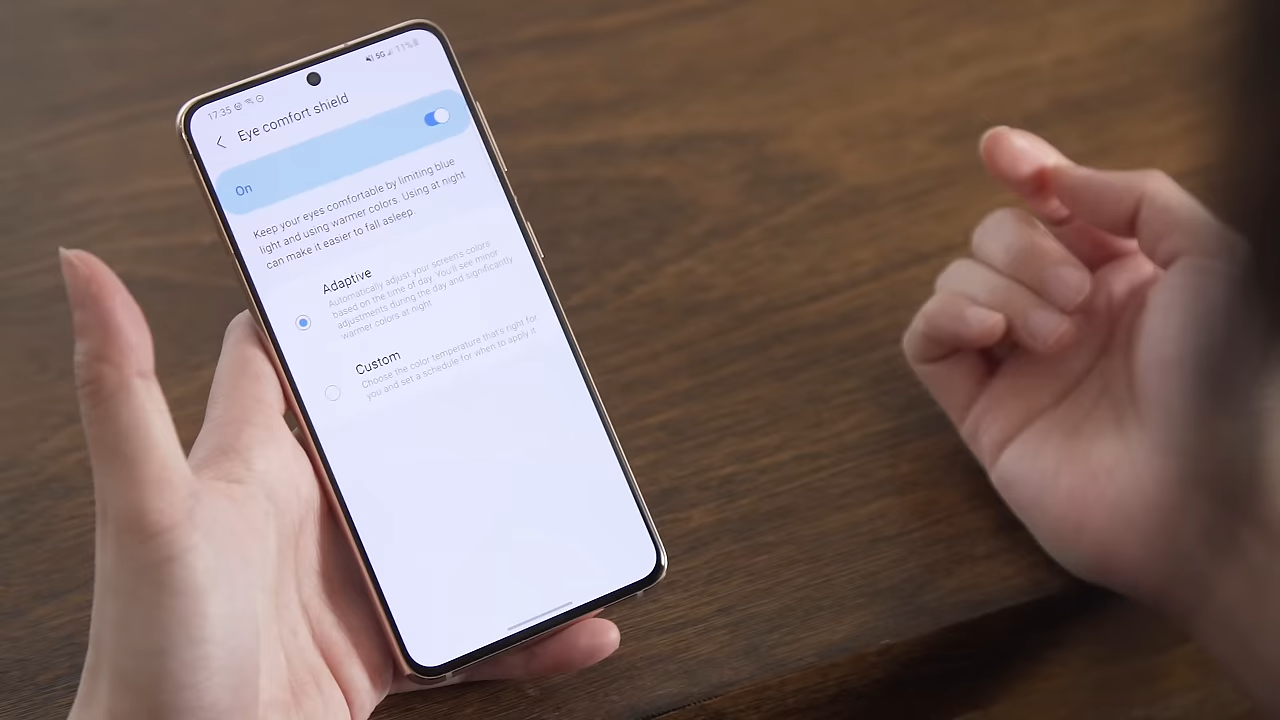 17:35
5G 11%
Eye comfort shield
On
Keep your eyes comfortable by limiting blue
light and using warmer colors. Using at night
can make it easier to fall asleep.
Adaptive
Automatically adjust your screen's colors
based on the time of day. You'll see minor
adjustments during the day and significantly
warmer colors at night
Custom
Choose the color temperature that's right for
you and set a schedule for when to apply it